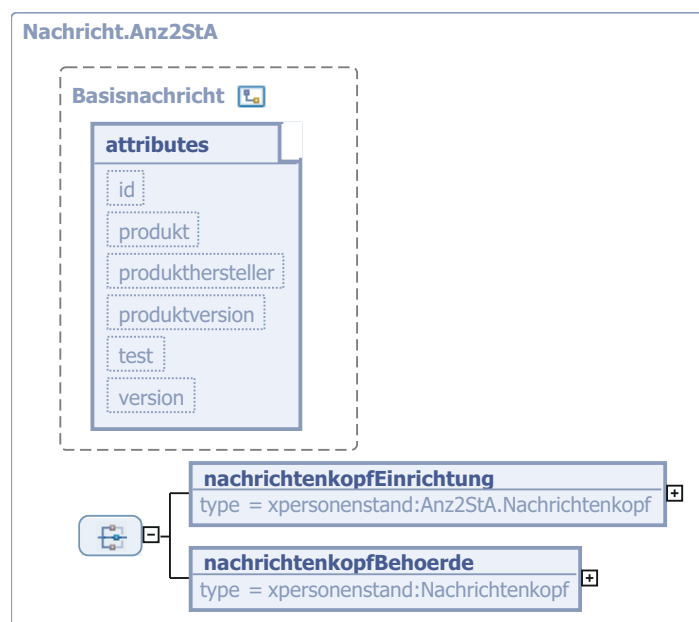 Nachricht.Anz2StA
Basisnachricht
attributes
id
produkt
produkthersteller
produktversion
test
version
nachrichtenkopfEinrichtung
type = xpersonenstand:Anz2StA.Nachrichtenkopf
nachrichtenkopfBehoerde
type = xpersonenstand:Nachrichtenkopf